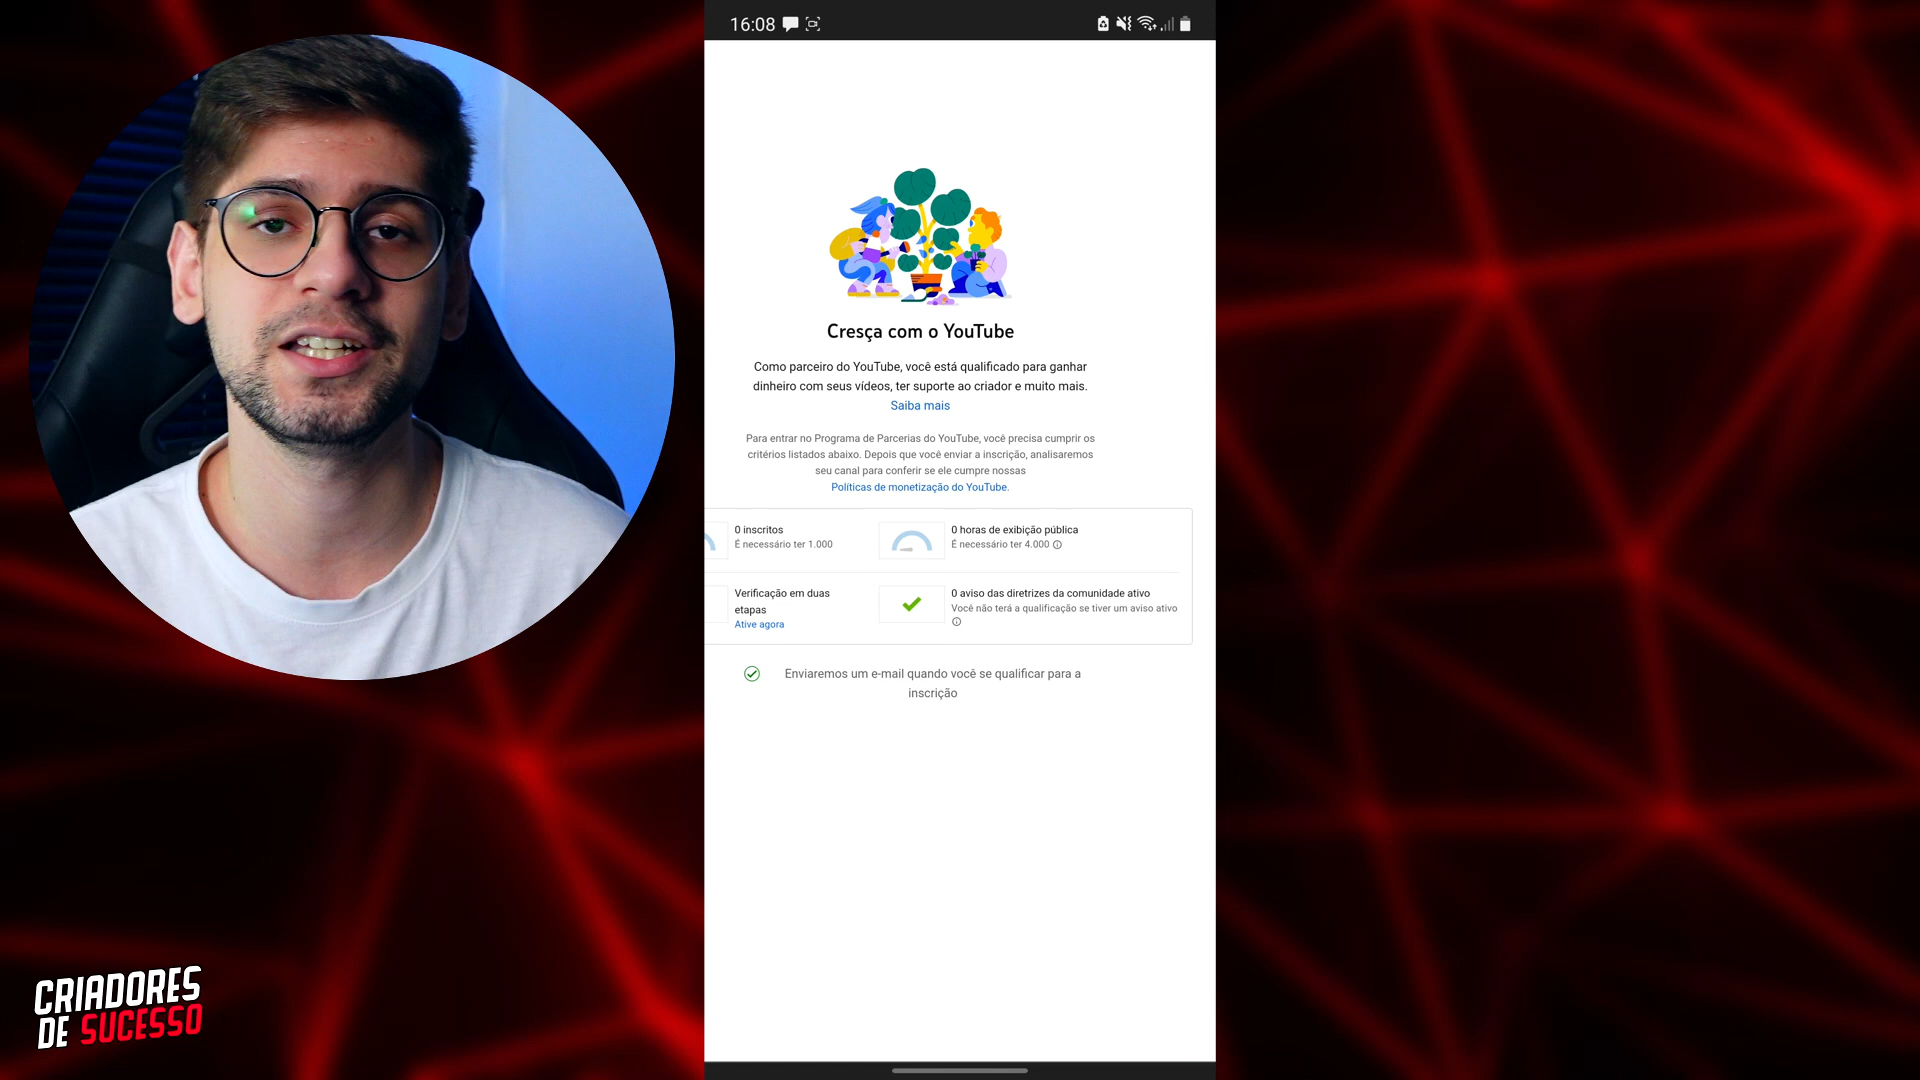 16:08
Cresça com o YouTube
Como parceiro do YouTube, você está qualificado para ganhar
dinheiro com seus vídeos, ter suporte ao criador e muito mais.
Saiba mais
Para entrar no Programa de Parcerias do YouTube, você precisa cumprir os
critérios listados abaixo. Depois que você enviar a inscrição, analisaremos
seu canal para conferir se ele cumpre nossas
Políticas de monetização do YouTube.
0 inscritos
É necessário ter 1.000
0 horas de exibição pública
É necessário ter 4.000
Verificação em duas
etapas
Ative agora
0 aviso das diretrizes da comunidade ativo
Você não terá a qualificação se tiver um aviso ativo
Enviaremos um e-mail quando você se qualificar para a
inscrição
CRIADORES
DE SUCESSO